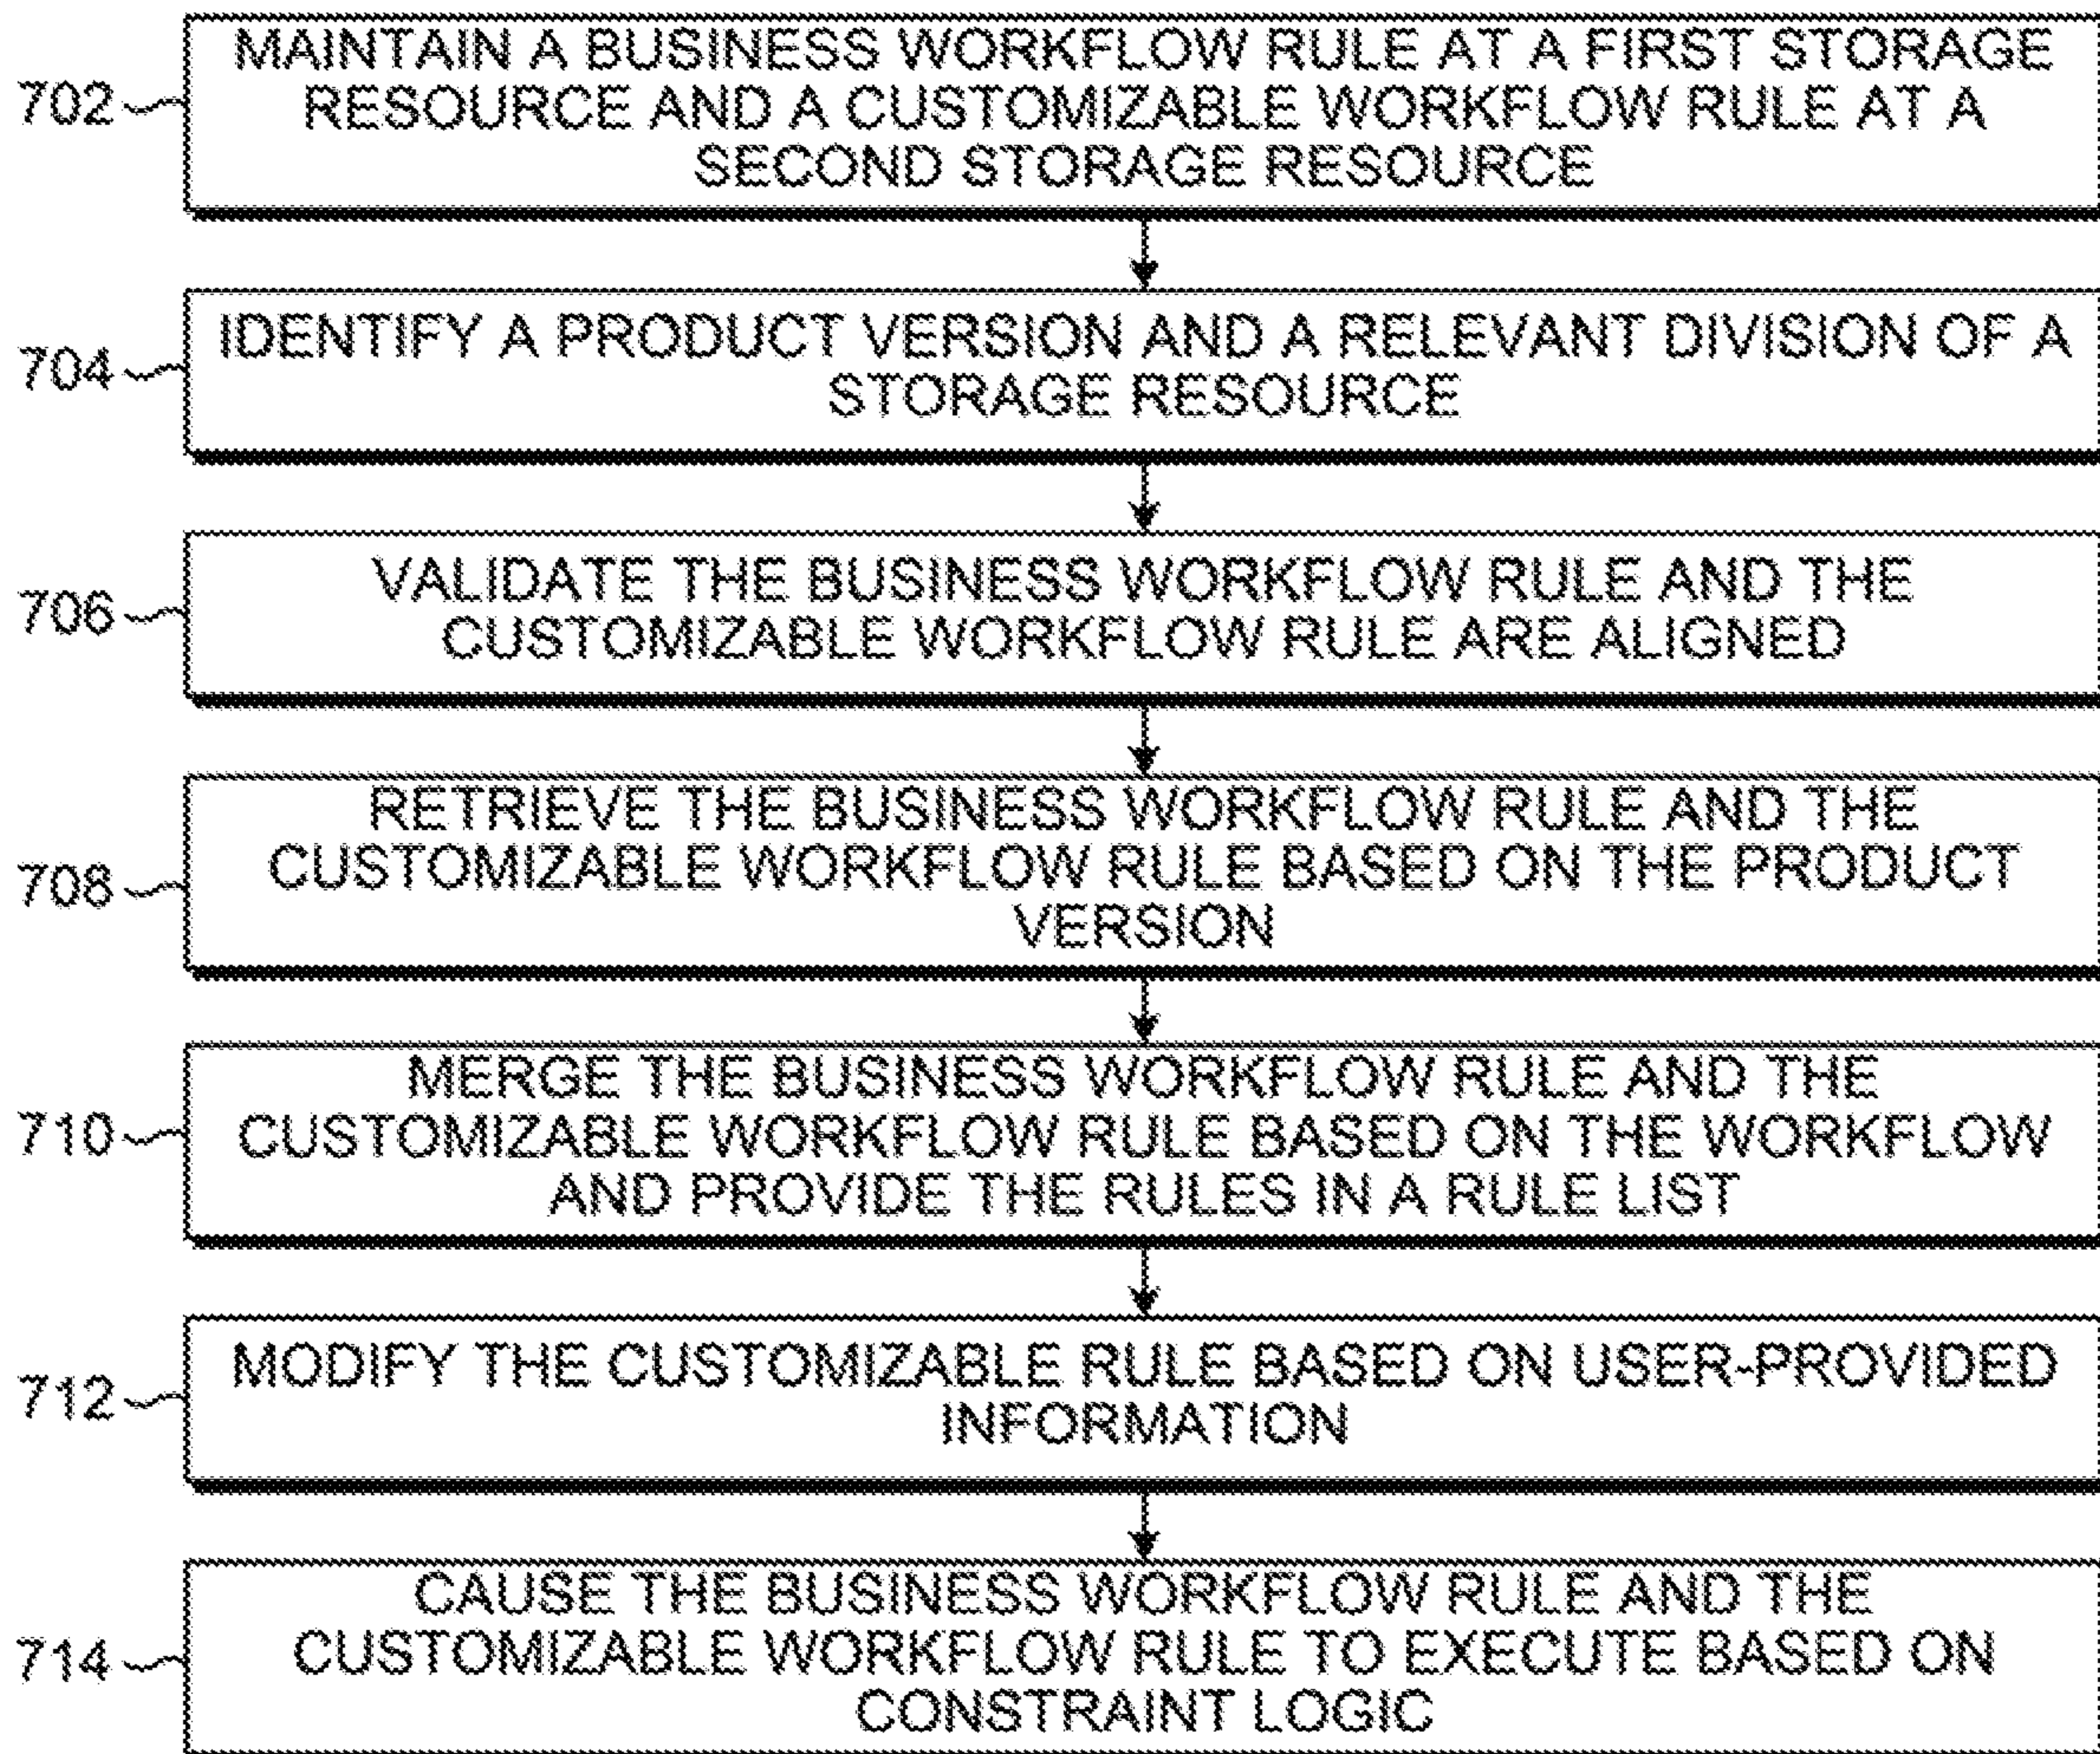 702
MAINTAIN A BUSINESS WORKFLOW RULE AT A FIRST STORAGE
RESOURCE AND A CUSTOMIZABLE WORKFLOW RULE AT A
SECOND STORAGE RESOURCE
704
IDENTIFY A PRODUCT VERSION AND A RELEVANT DIVISION OF A
STORAGE RESOURCE
706
VALIDATE THE BUSINESS WORKFLOW RULE AND THE
CUSTOMIZABLE WORKFLOW RULE ARE ALIGNED
708
RETRIEVE THE BUSINESS WORKFLOW RULE AND THE
CUSTOMIZABLE WORKFLOW RULE BASED ON THE PRODUCT
VERSION
710
MERGE THE BUSINESS WORKFLOW RULE AND THE
CUSTOMIZABLE WORKFLOW RULE BASED ON THE WORKFLOW
AND PROVIDE THE RULES IN A RULE LIST
712
MODIFY THE CUSTOMIZABLE RULE BASED ON USER-PROVIDED
INFORMATION
714
CAUSE THE BUSINESS WORKFLOW RULE AND THE
CUSTOMIZABLE WORKFLOW RULE TO EXECUTE BASED ON
CONSTRAINT LOGIC